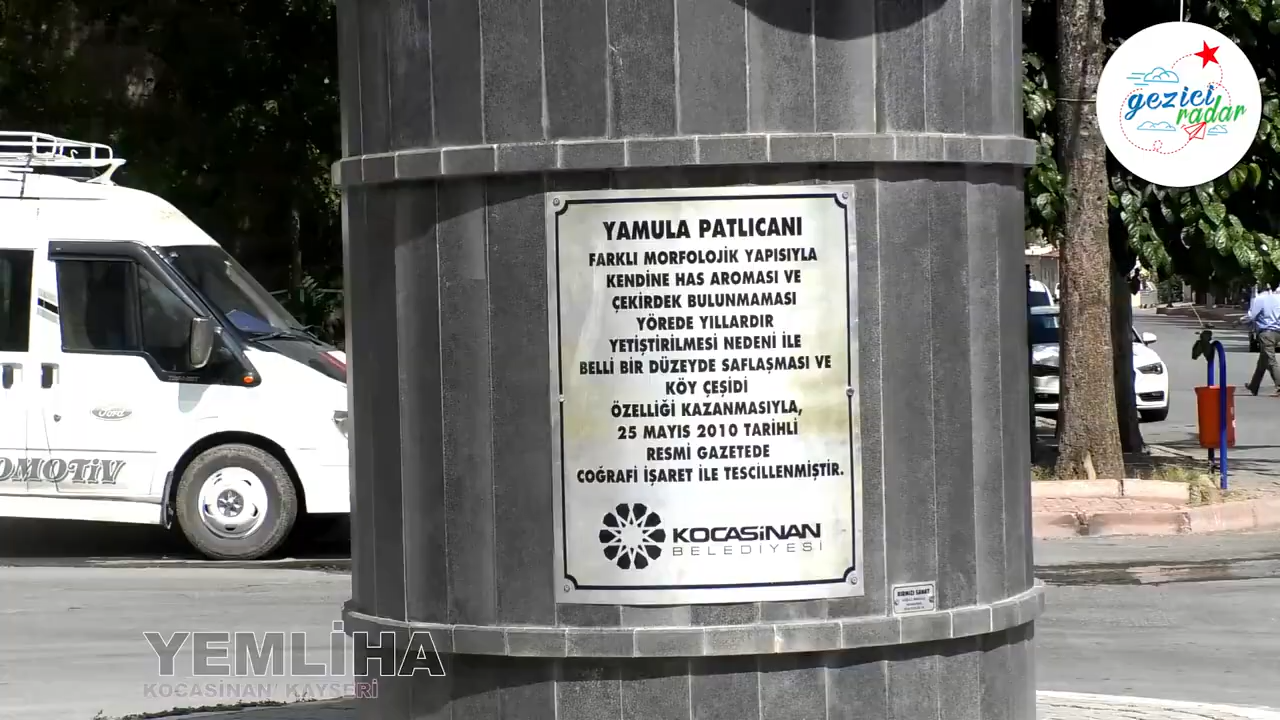 gezici
radar
YAMULA PATLICANI
FARKLI MORFOLOJİK YAPISIYLA
KENDİNE HAS AROMASI VE
ÇEKİRDEK BULUNMAMASI
YÖREDE YILLARDIR
YETİŞTİRİLMESİ NEDENİ İLE
BELLİ BİR DÜZEYDE SAFLAŞMASI VE
KÖY ÇEŞİDİ
ÖZELLİĞİ KAZANMASIYLA,
25 MAYIS 2010 TARİHLİ
RESMİ GAZETEDE
COĞRAFİ İŞARET İLE TESCİLLENMİŞTİR.
KOCASİNAN
BELEDİYESİ
Ford
OMOTİV
YEMLİHA
KOCASİNAN / KAYSERİ